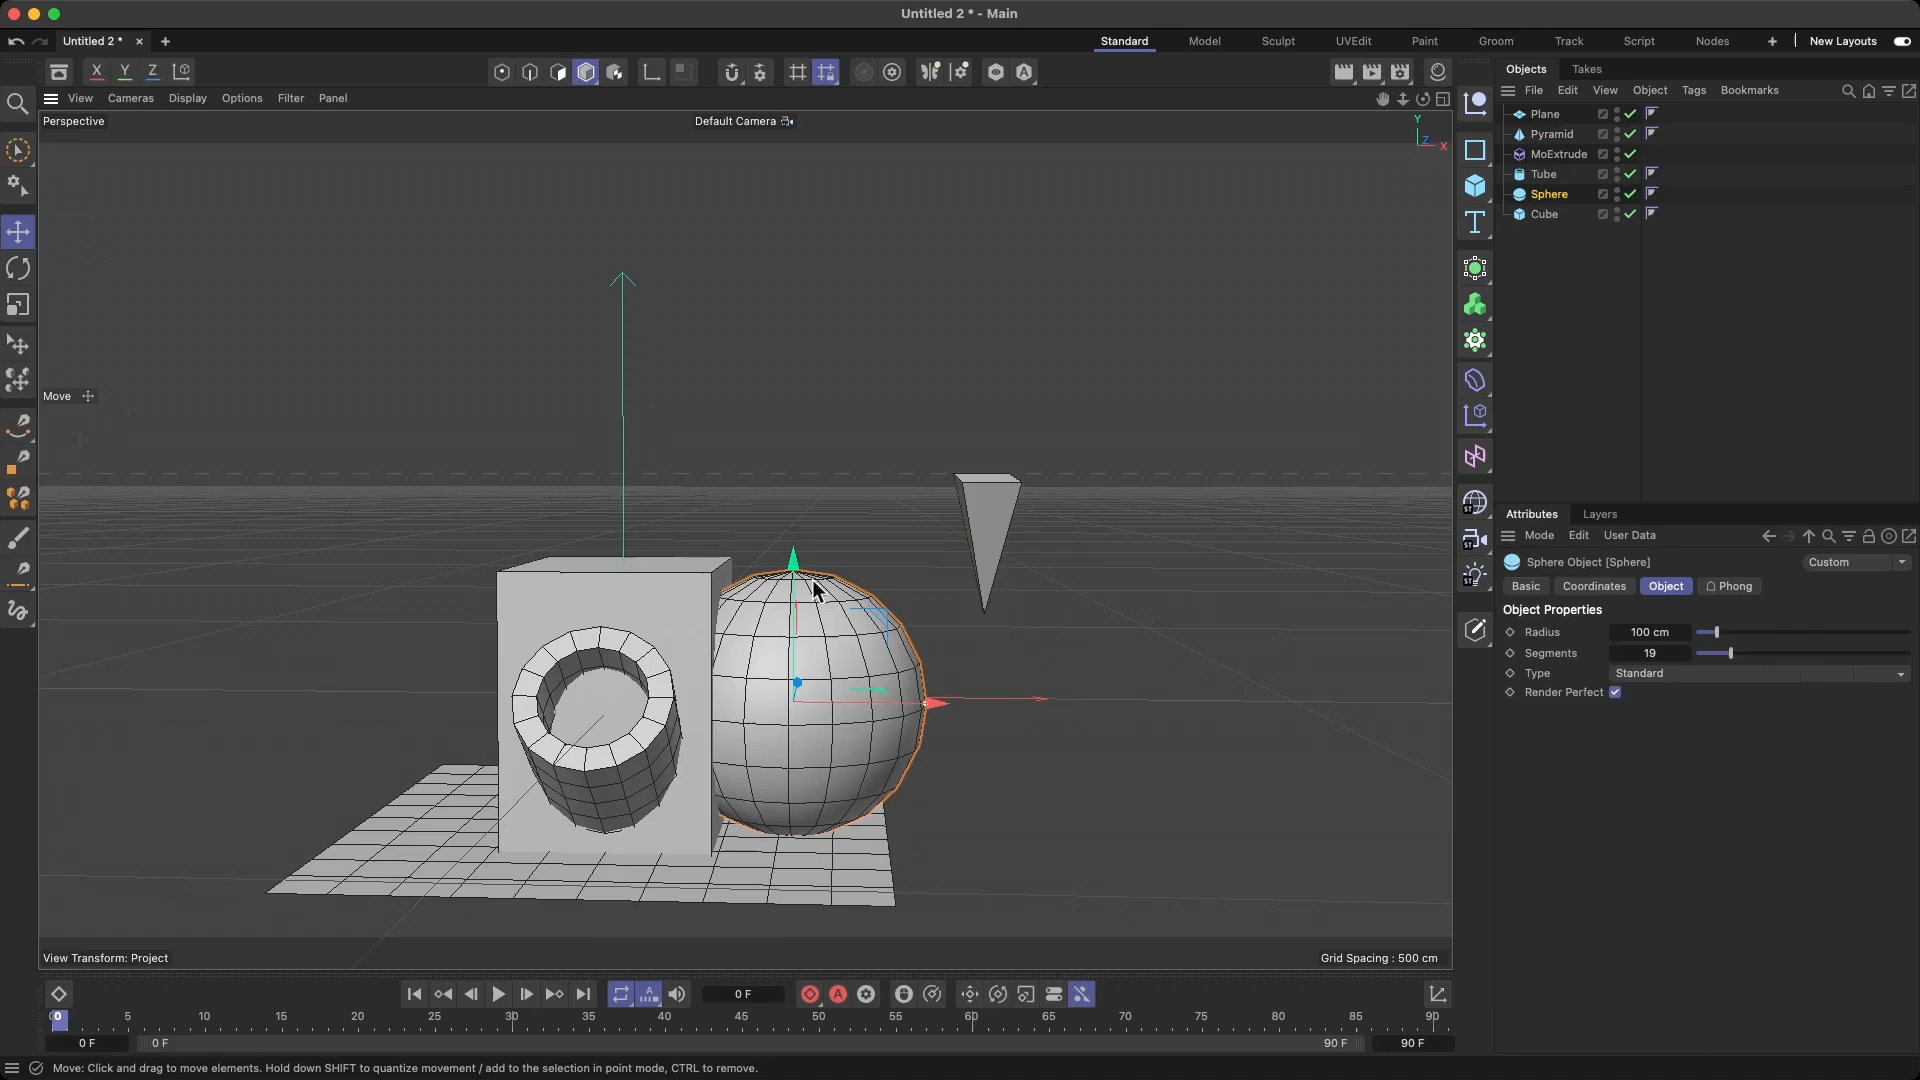 Untitled 2 * - Main
Untitled 2 *
Standard Model Sculpt UVEdit Paint Groom Track Script Nodes New Layouts
X Y Z
Objects Takes
File Edit View Object Tags Bookmarks
View Cameras Display Options Filter Panel
Perspective
Default Camera
Y
Z
X
Plane
Pyramid
MoExtrude
Tube
Sphere
Cube
Move
Attributes Layers
Mode Edit User Data
Sphere Object [Sphere]
Custom
Basic Coordinates Object Phong
Object Properties
Radius 100 cm
Segments 19
Type Standard
Render Perfect
View Transform: Project
Grid Spacing : 500 cm
0 F
0 5 10 15 20 25 30 35 40 45 50 55 60 65 70 75 80 85 90
0 F 0 F 90 F 90 F
Move: Click and drag to move elements. Hold down SHIFT to quantize movement / add to the selection in point mode, CTRL to remove.